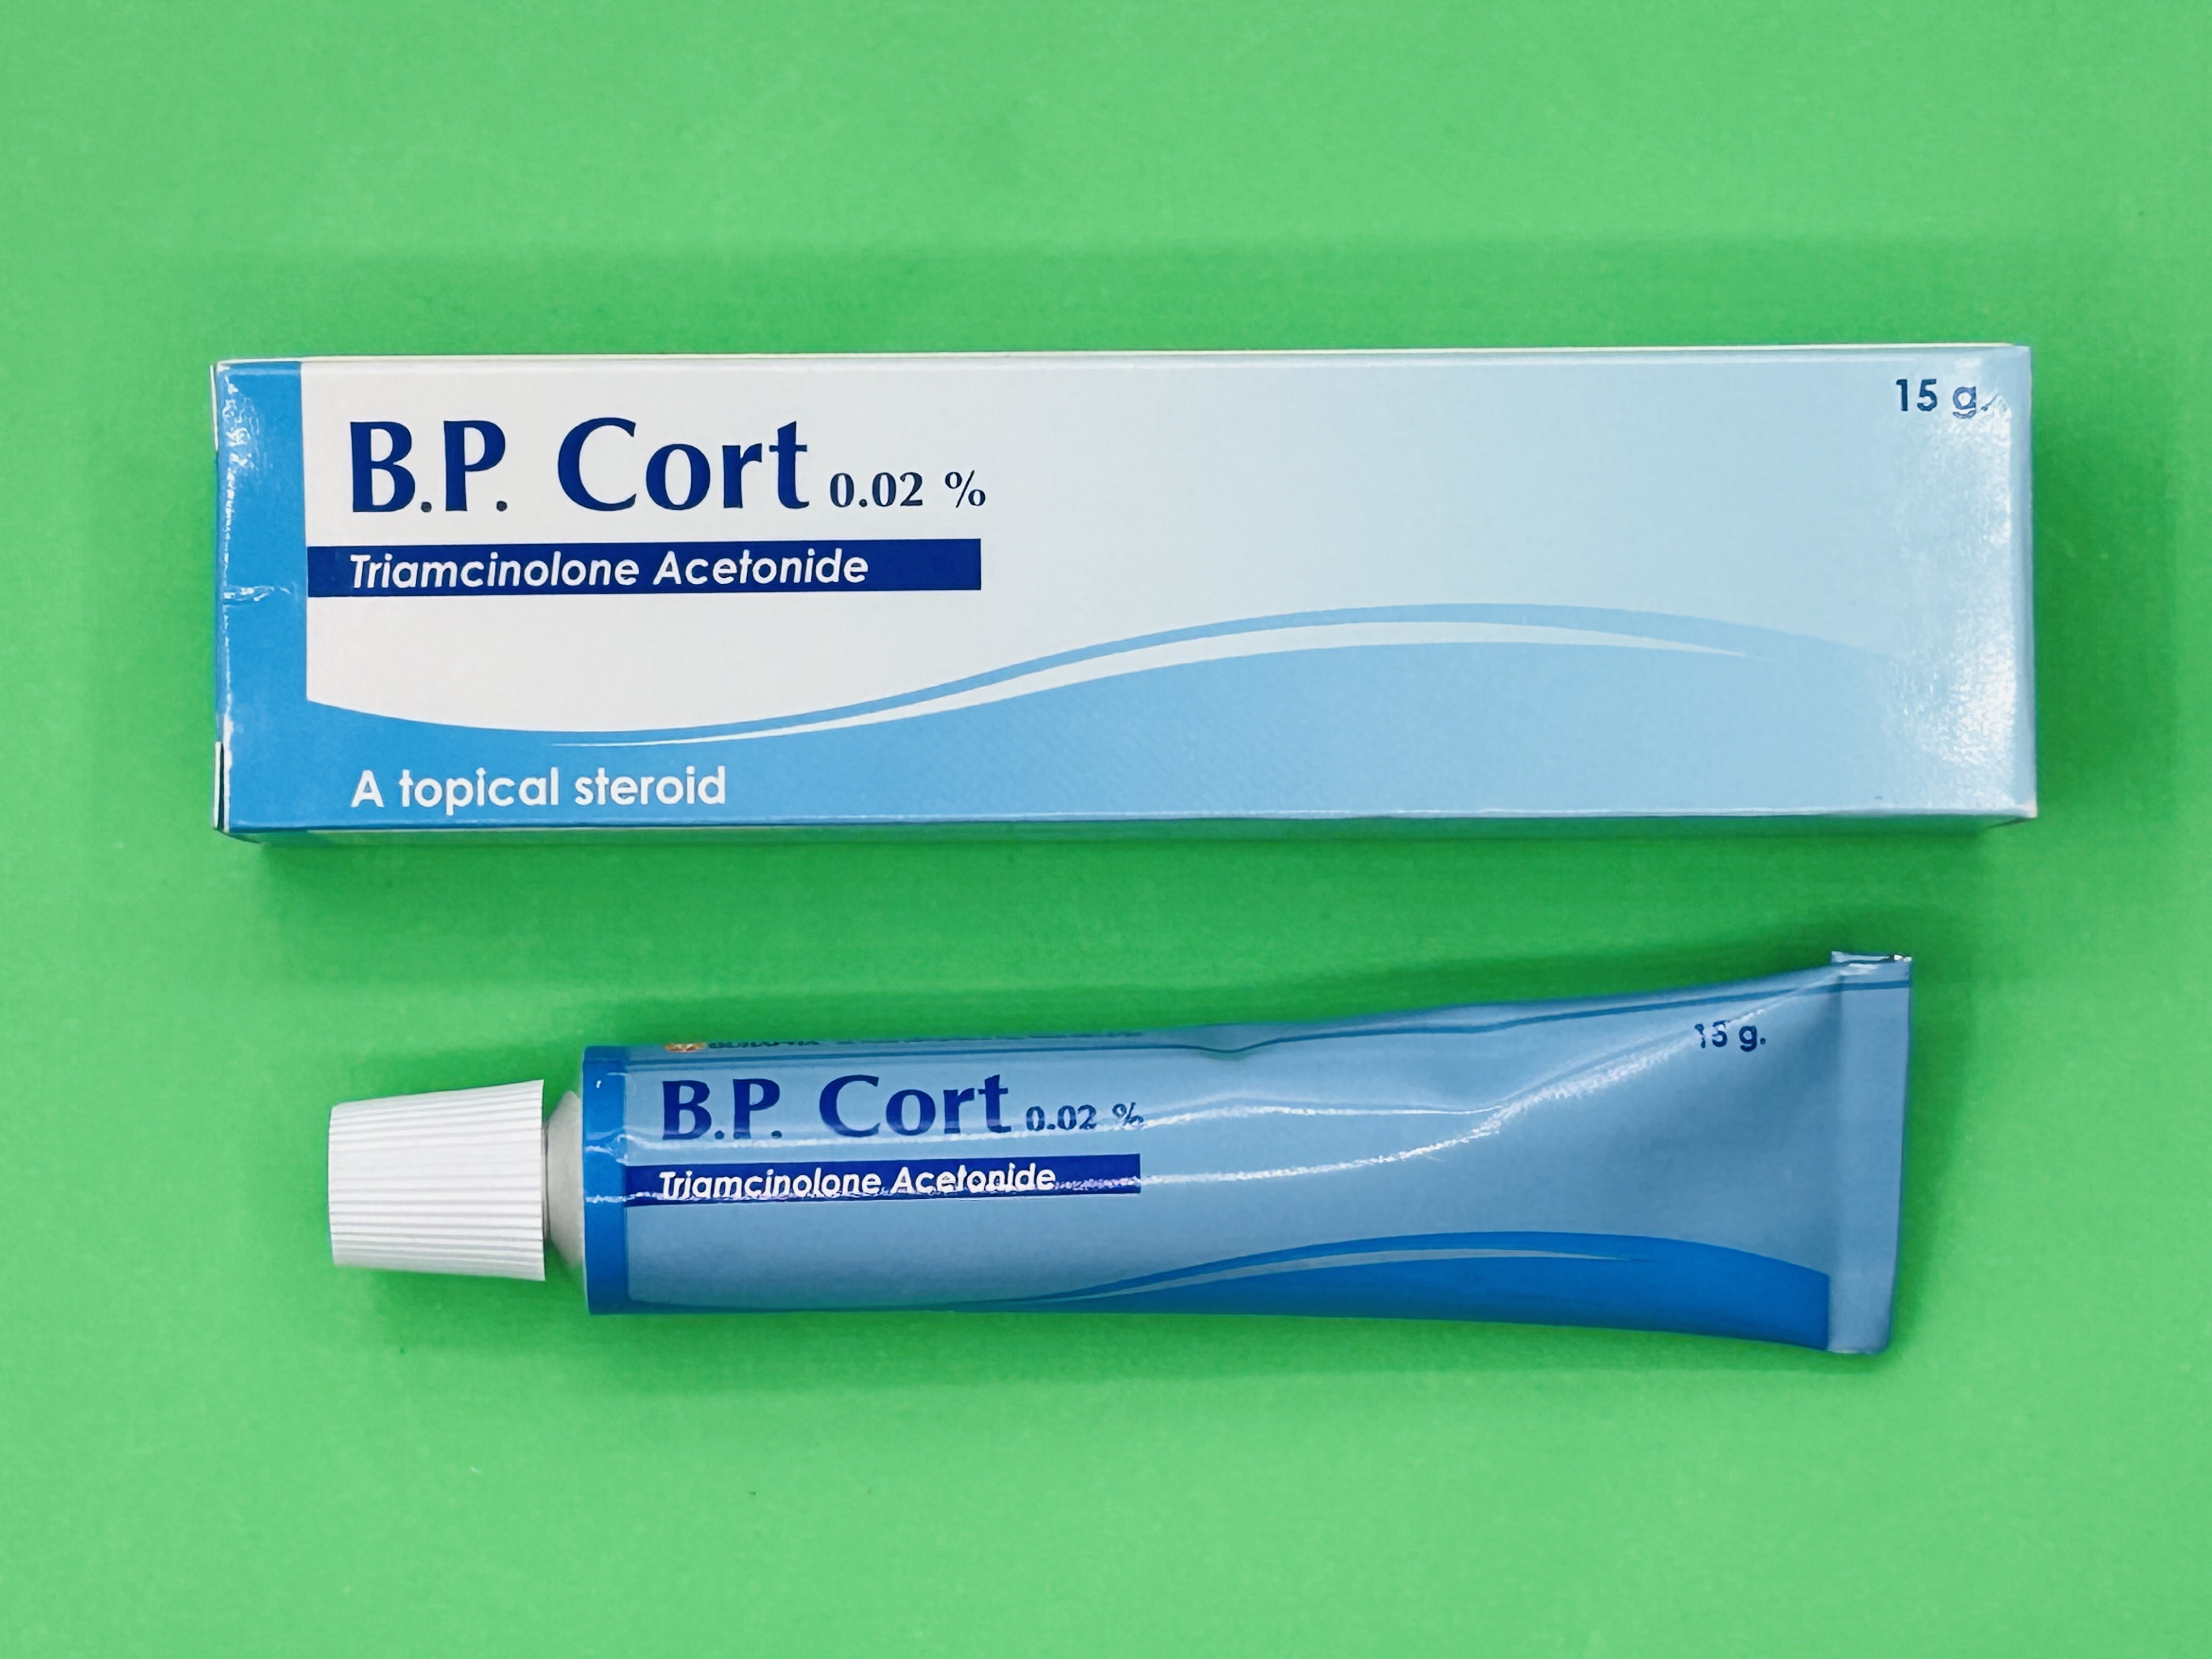 15 g.
B.P. Cort 0.02 %
Triamcinolone Acetonide
A topical steroid
15 g.
B.P. Cort 0.02 %
Triamcinolone Acetonide